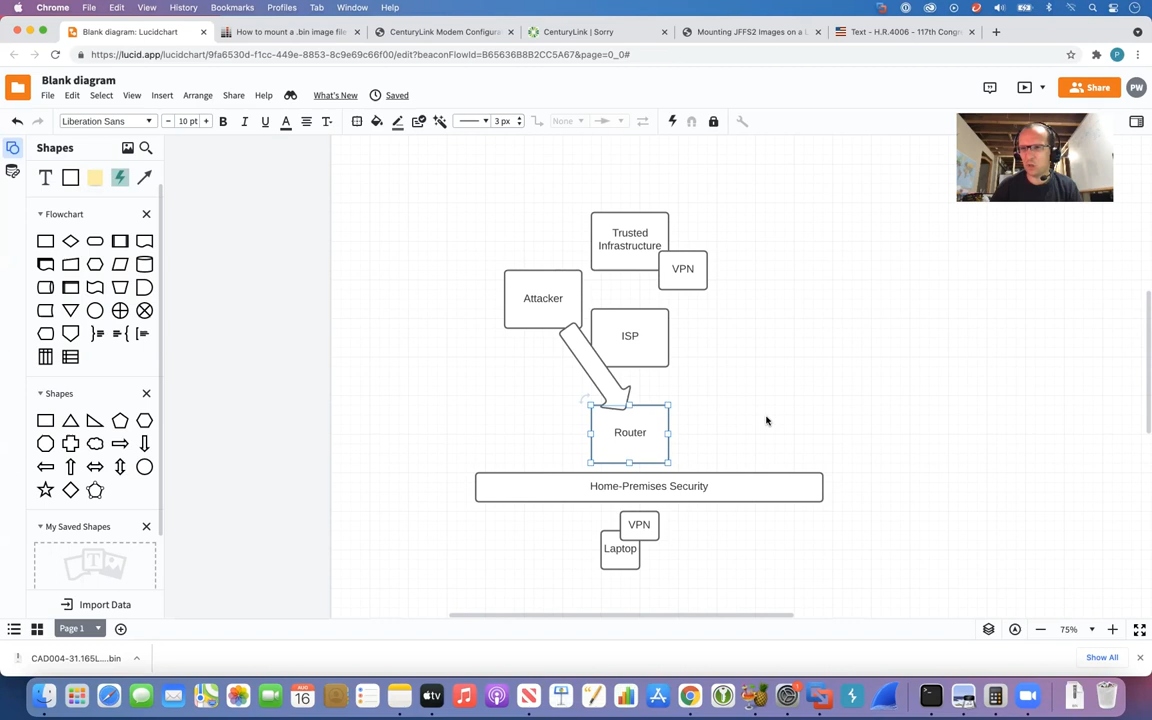 Chrome File Edit View History Bookmarks Profiles Tab Window Help
Blank diagram: Lucidchart
How to mount a .bin image file
CenturyLink Modem Configura
CenturyLink | Sorry
Mounting JFFS2 Images on a L
Text - H.R.4006 - 117th Congr
https://lucid.app/lucidchart/9fa6530d-f1cc-449e-8853-8c9e69c66f00/edit?beaconFlowId=B65636B8B2CC5A67&page=0_0#
P
Blank diagram
File Edit Select View Insert Arrange Share Help What's New Saved
Share
PW
Liberation Sans
10 pt
B I U A T
3 px
None
Shapes
T
Flowchart
Shapes
My Saved Shapes
Import Data
Trusted
Infrastructure
VPN
Attacker
ISP
Router
Home-Premises Security
VPN
Laptop
Page 1
75%
CAD004-31.165L....bin
Show All
AUG
16